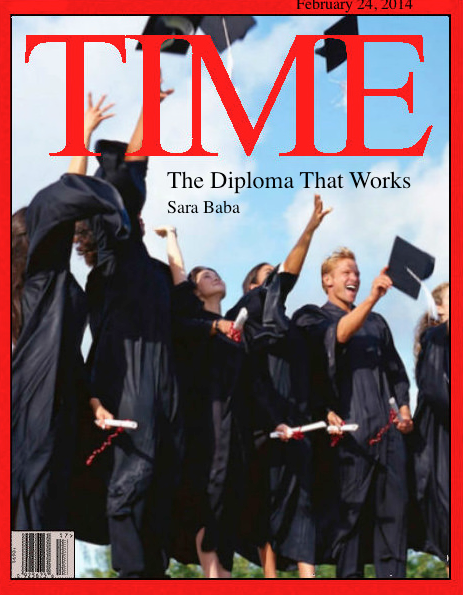 February 24, 2014
TIME
The Diploma That Works
Sara Baba